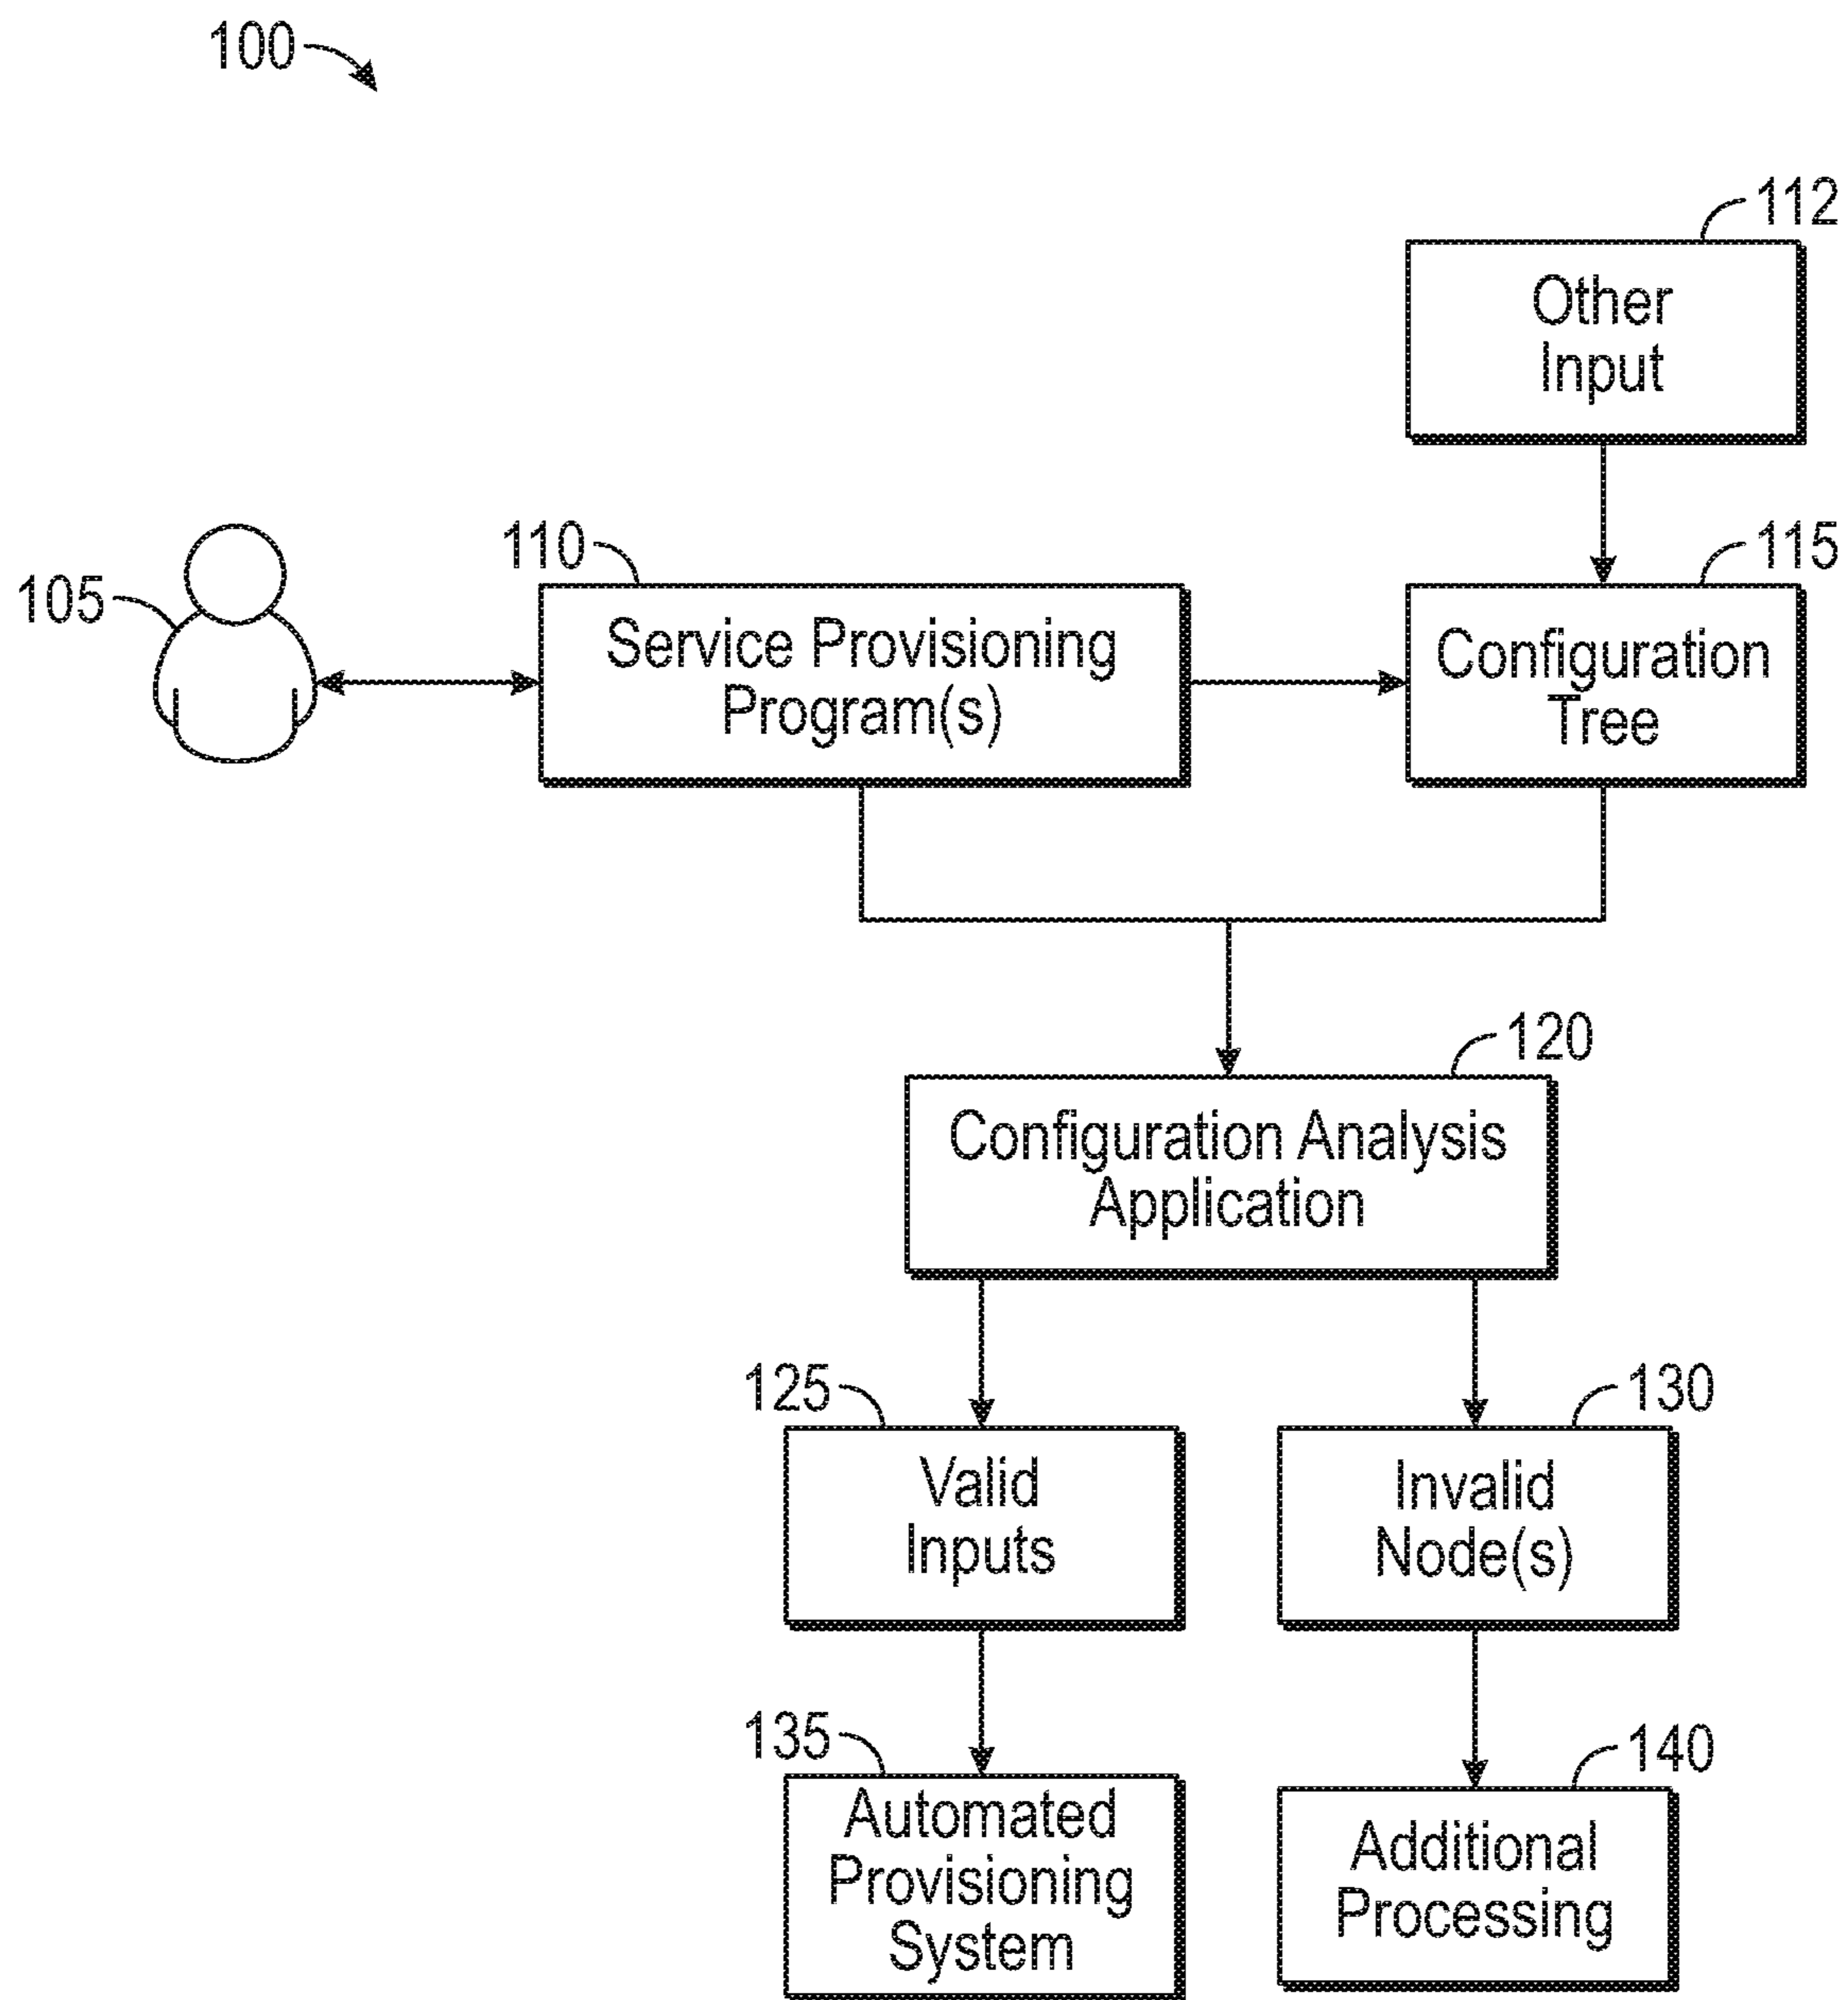 100
112
Other
Input
110
115
105
Service Provisioning
Program(s)
Configuration
Tree
120
Configuration Analysis
Application
125
130
Valid
Inputs
Invalid
Node(s)
135
140
Automated
Provisioning
System
Additional
Processing